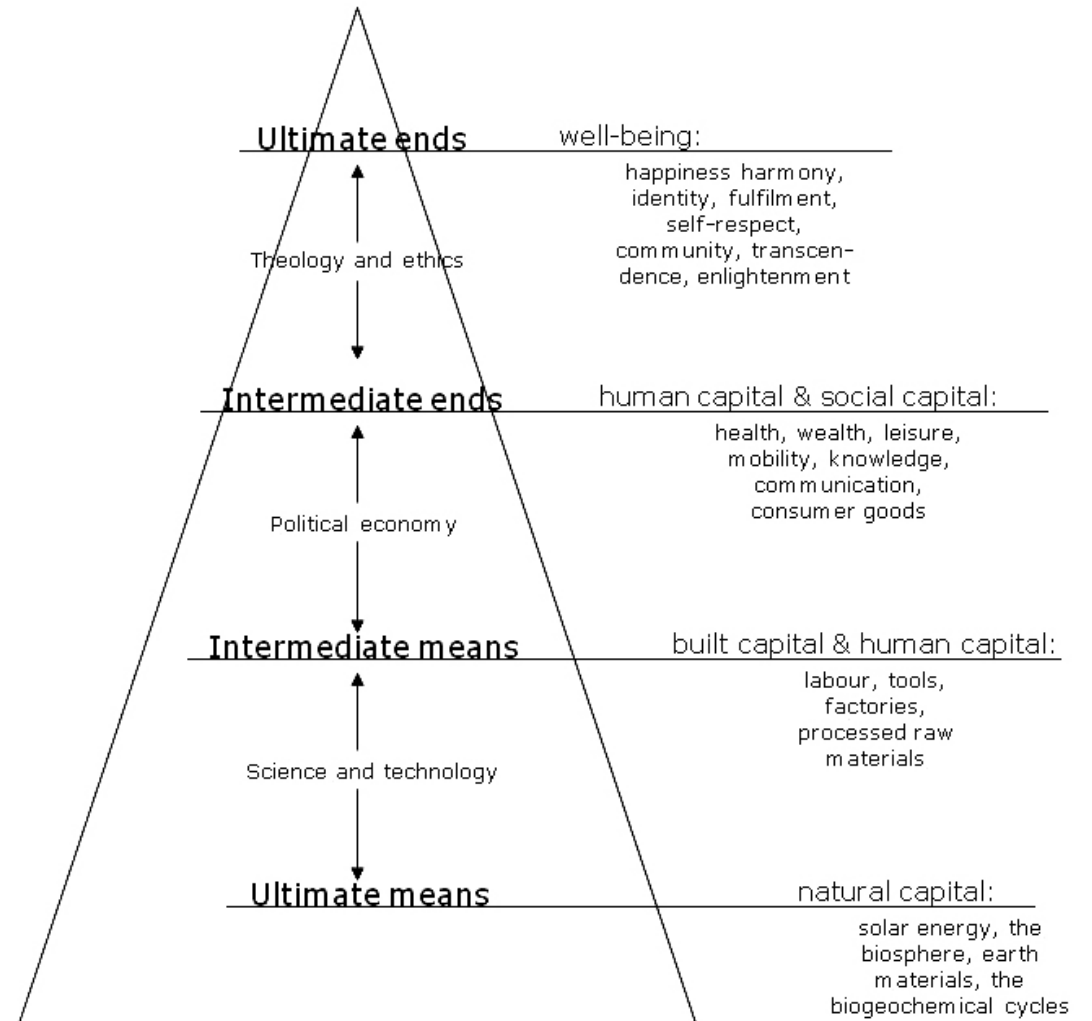 Ultimate ends
well-being:
happiness harmony,
identity, fulfilment,
self-respect,
community, transcen-
dence, enlightenment
Theology and ethics
Intermediate ends
human capital & social capital:
health, wealth, leisure,
mobility, knowledge,
communication,
consumer goods
Political economy
Intermediate means
built capital & human capital:
labour, tools,
factories,
processed raw
materials
Science and technology
Ultimate means
natural capital:
solar energy, the
biosphere, earth
materials, the
biogeochemical cycles